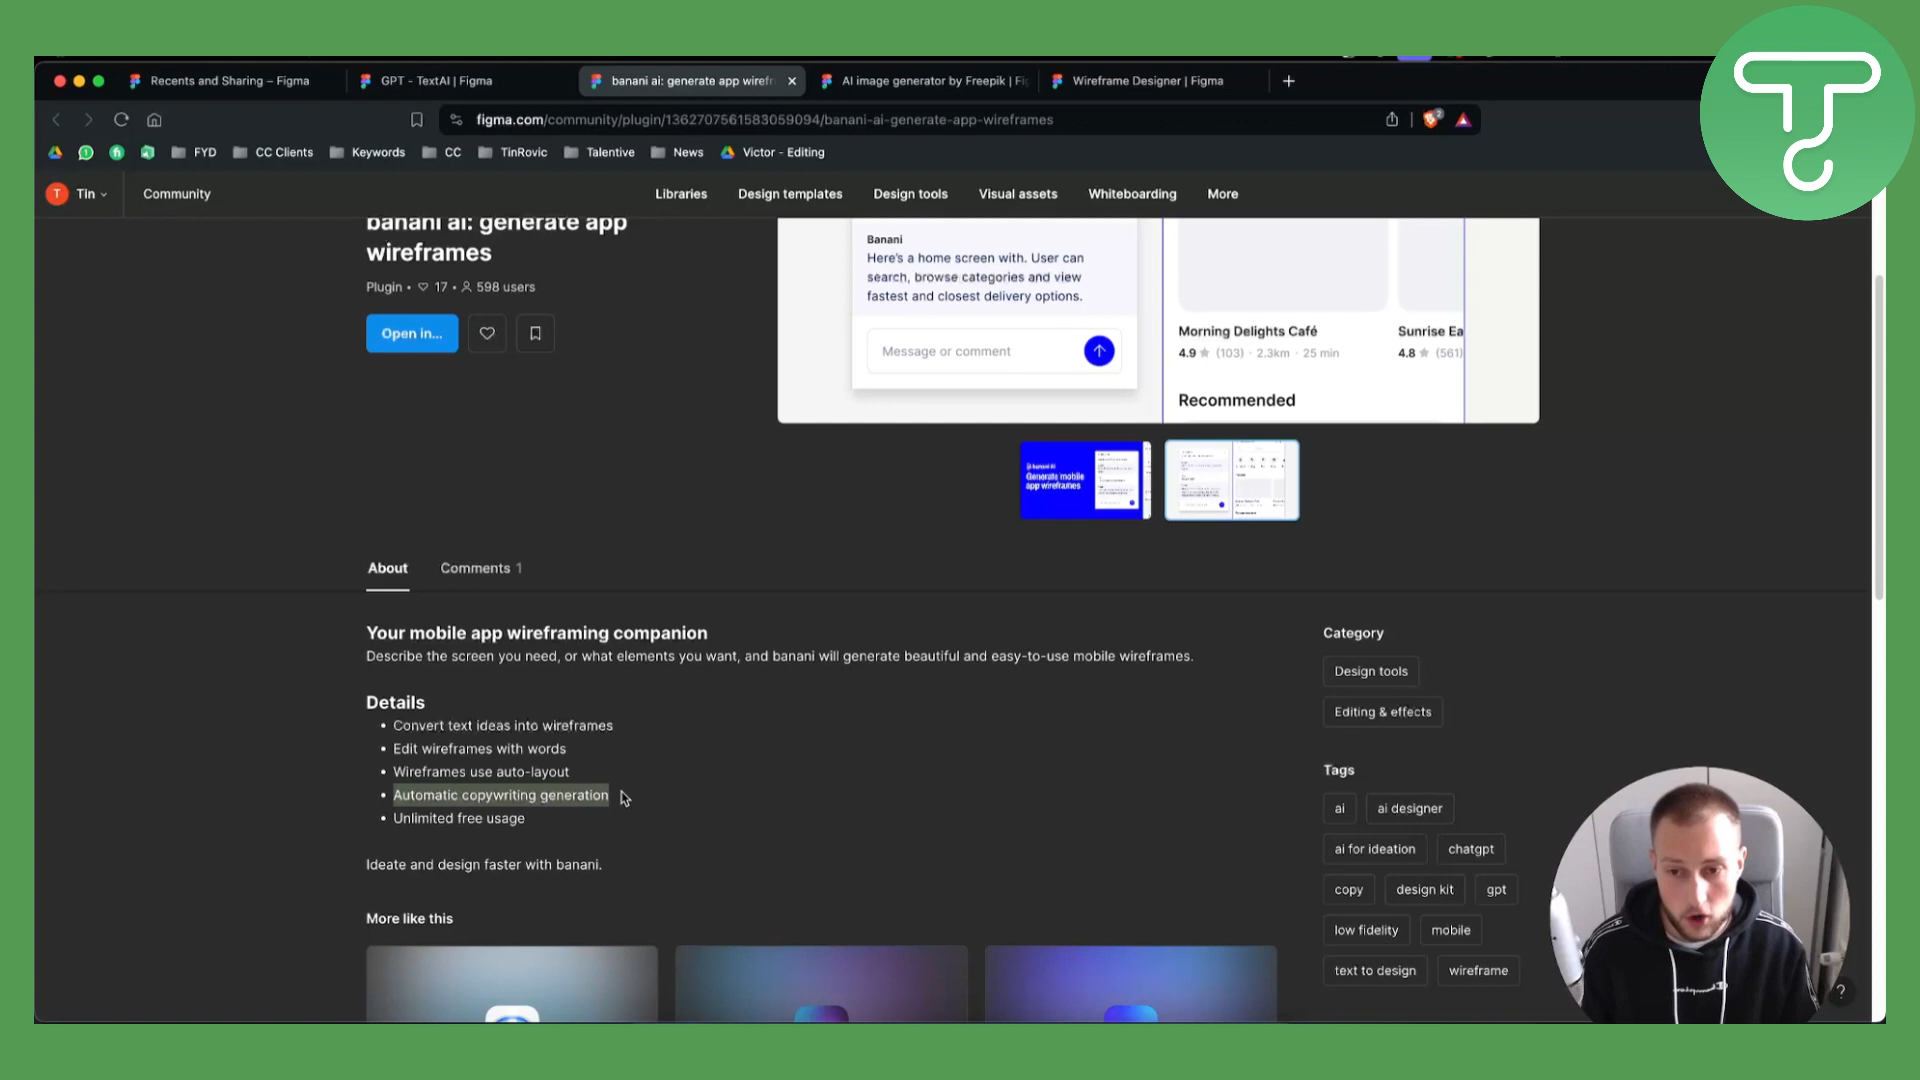 Recents and Sharing – Figma
GPT - TextAI | Figma
banani ai: generate app wirefr
AI image generator by Freepik | Fi
Wireframe Designer | Figma
figma.com/community/plugin/1362707561583059094/banani-ai-generate-app-wireframes
2
FYD
CC Clients
Keywords
CC
TinRovic
Talentive
News
Victor - Editing
T
Tin
Community
Libraries
Design templates
Design tools
Visual assets
Whiteboarding
More
banani ai: generate app
wireframes
Plugin • 17 • 598 users
Open in...
Banani
Here's a home screen with. User can
search, browse categories and view
fastest and closest delivery options.
Message or comment
Morning Delights Café
4.9 ★ (103) · 2.3km · 25 min
Sunrise Ea
4.8 ★ (561)
Recommended
banani AI
Generate mobile
app wireframes
About
Comments 1
Your mobile app wireframing companion
Describe the screen you need, or what elements you want, and banani will generate beautiful and easy-to-use mobile wireframes.
Details
• Convert text ideas into wireframes
• Edit wireframes with words
• Wireframes use auto-layout
• Automatic copywriting generation
• Unlimited free usage
Ideate and design faster with banani.
More like this
Category
Design tools
Editing & effects
Tags
ai
ai designer
ai for ideation
chatgpt
copy
design kit
gpt
low fidelity
mobile
text to design
wireframe
?